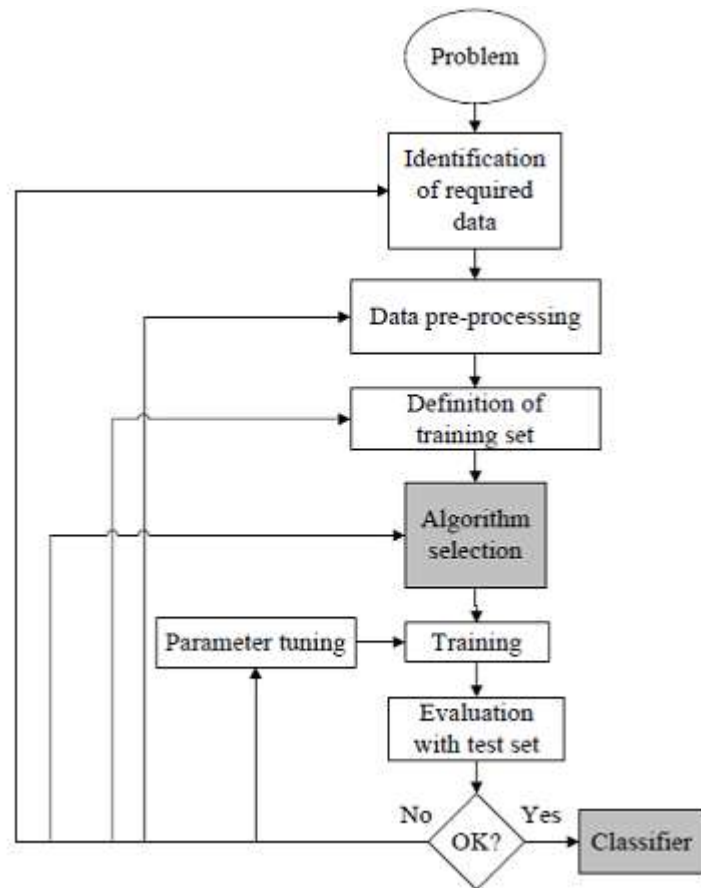 Problem
Identification
of required
data
Data pre-processing
Definition of
training set
Algorithm
selection
Parameter tuning
Training
Evaluation
with test set
No
Yes
OK?
Classifier